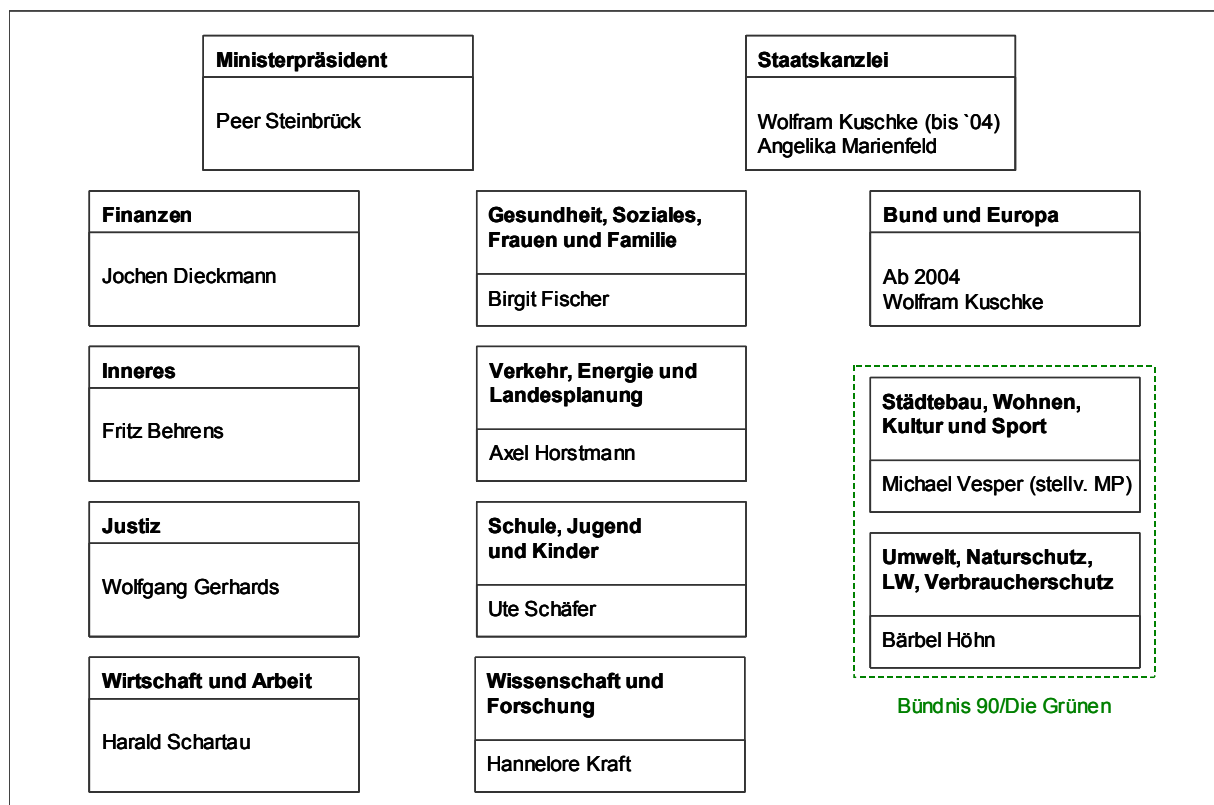 Ministerpräsident
Peer Steinbrück
Staatskanzlei
Wolfram Kuschke (bis `04)
Angelika Marienfeld
Finanzen
Jochen Dieckmann
Gesundheit, Soziales,
Frauen und Familie
Birgit Fischer
Bund und Europa
Ab 2004
Wolfram Kuschke
Inneres
Fritz Behrens
Verkehr, Energie und
Landesplanung
Axel Horstmann
Städtebau, Wohnen,
Kultur und Sport
Michael Vesper (stellv. MP)
Justiz
Wolfgang Gerhards
Schule, Jugend
und Kinder
Ute Schäfer
Umwelt, Naturschutz,
LW, Verbraucherschutz
Bärbel Höhn
Wirtschaft und Arbeit
Harald Schartau
Wissenschaft und
Forschung
Hannelore Kraft
Bündnis 90/Die Grünen